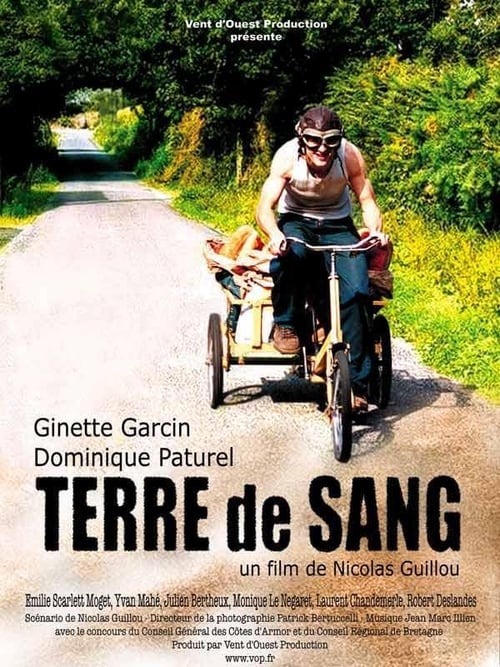 Vent d'Ouest Production
présente
Ginette Garcin
Dominique Paturel
TERRE de SANG
un film de Nicolas Guillou
Emilie Scarlett Moget, Yvan Mahé, Julien Bertheux, Monique Le Negaret, Laurent Chandemerle, Robert Deslandes
Scénario de Nicolas Guillou - Directeur de la photographie Patrick Bertuccelli - Musique Jean Marc Illien
avec le concours du Conseil Général des Côtes d'Armor et du Conseil Régional de Bretagne
Produit par Vent d'Ouest Production
www.vop.fr